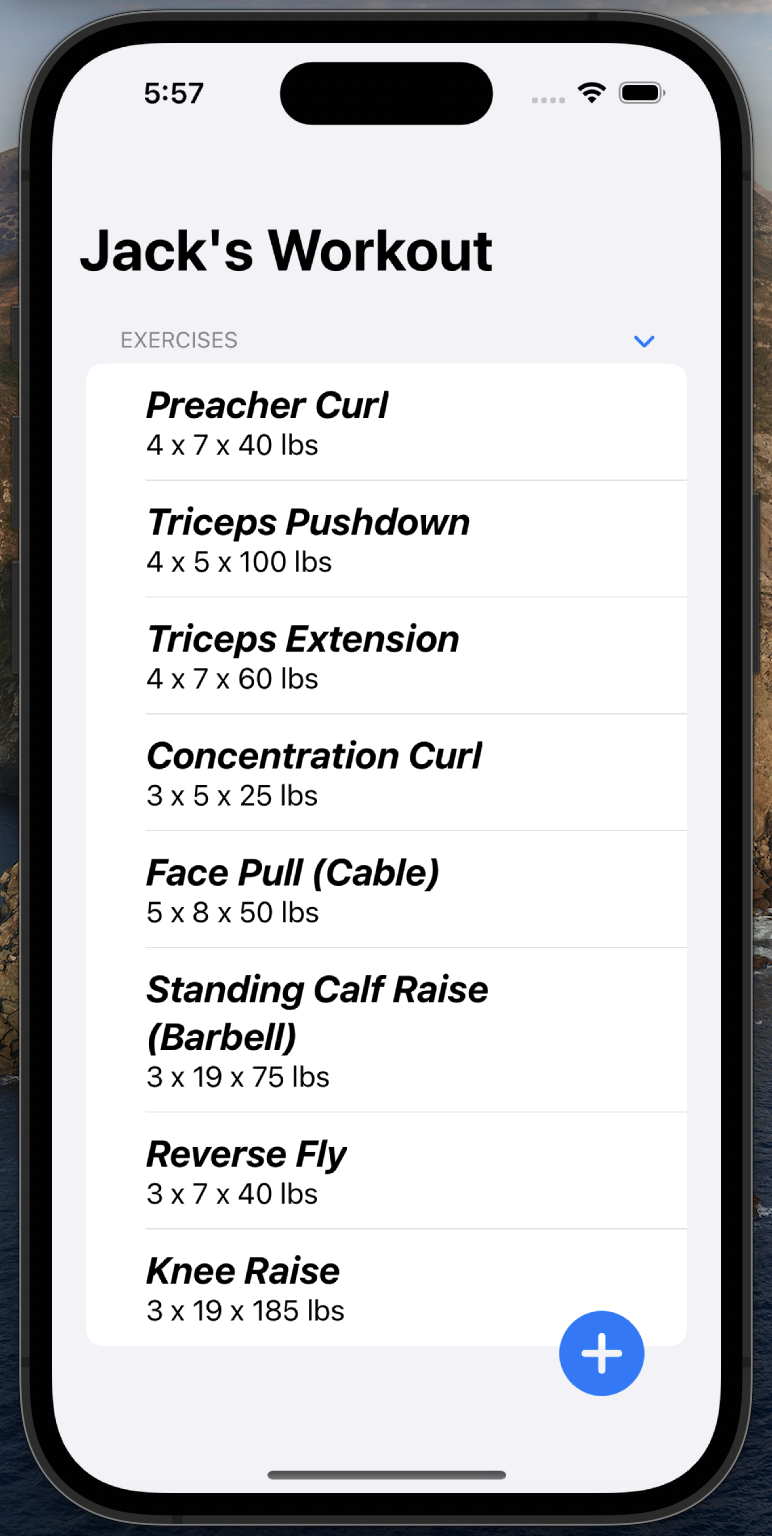 5:57
Jack's Workout
EXERCISES
Preacher Curl
4 x 7 x 40 lbs
Triceps Pushdown
4 x 5 x 100 lbs
Triceps Extension
4 x 7 x 60 lbs
Concentration Curl
3 x 5 x 25 lbs
Face Pull (Cable)
5 x 8 x 50 lbs
Standing Calf Raise
(Barbell)
3 x 19 x 75 lbs
Reverse Fly
3 x 7 x 40 lbs
Knee Raise
3 x 19 x 185 lbs